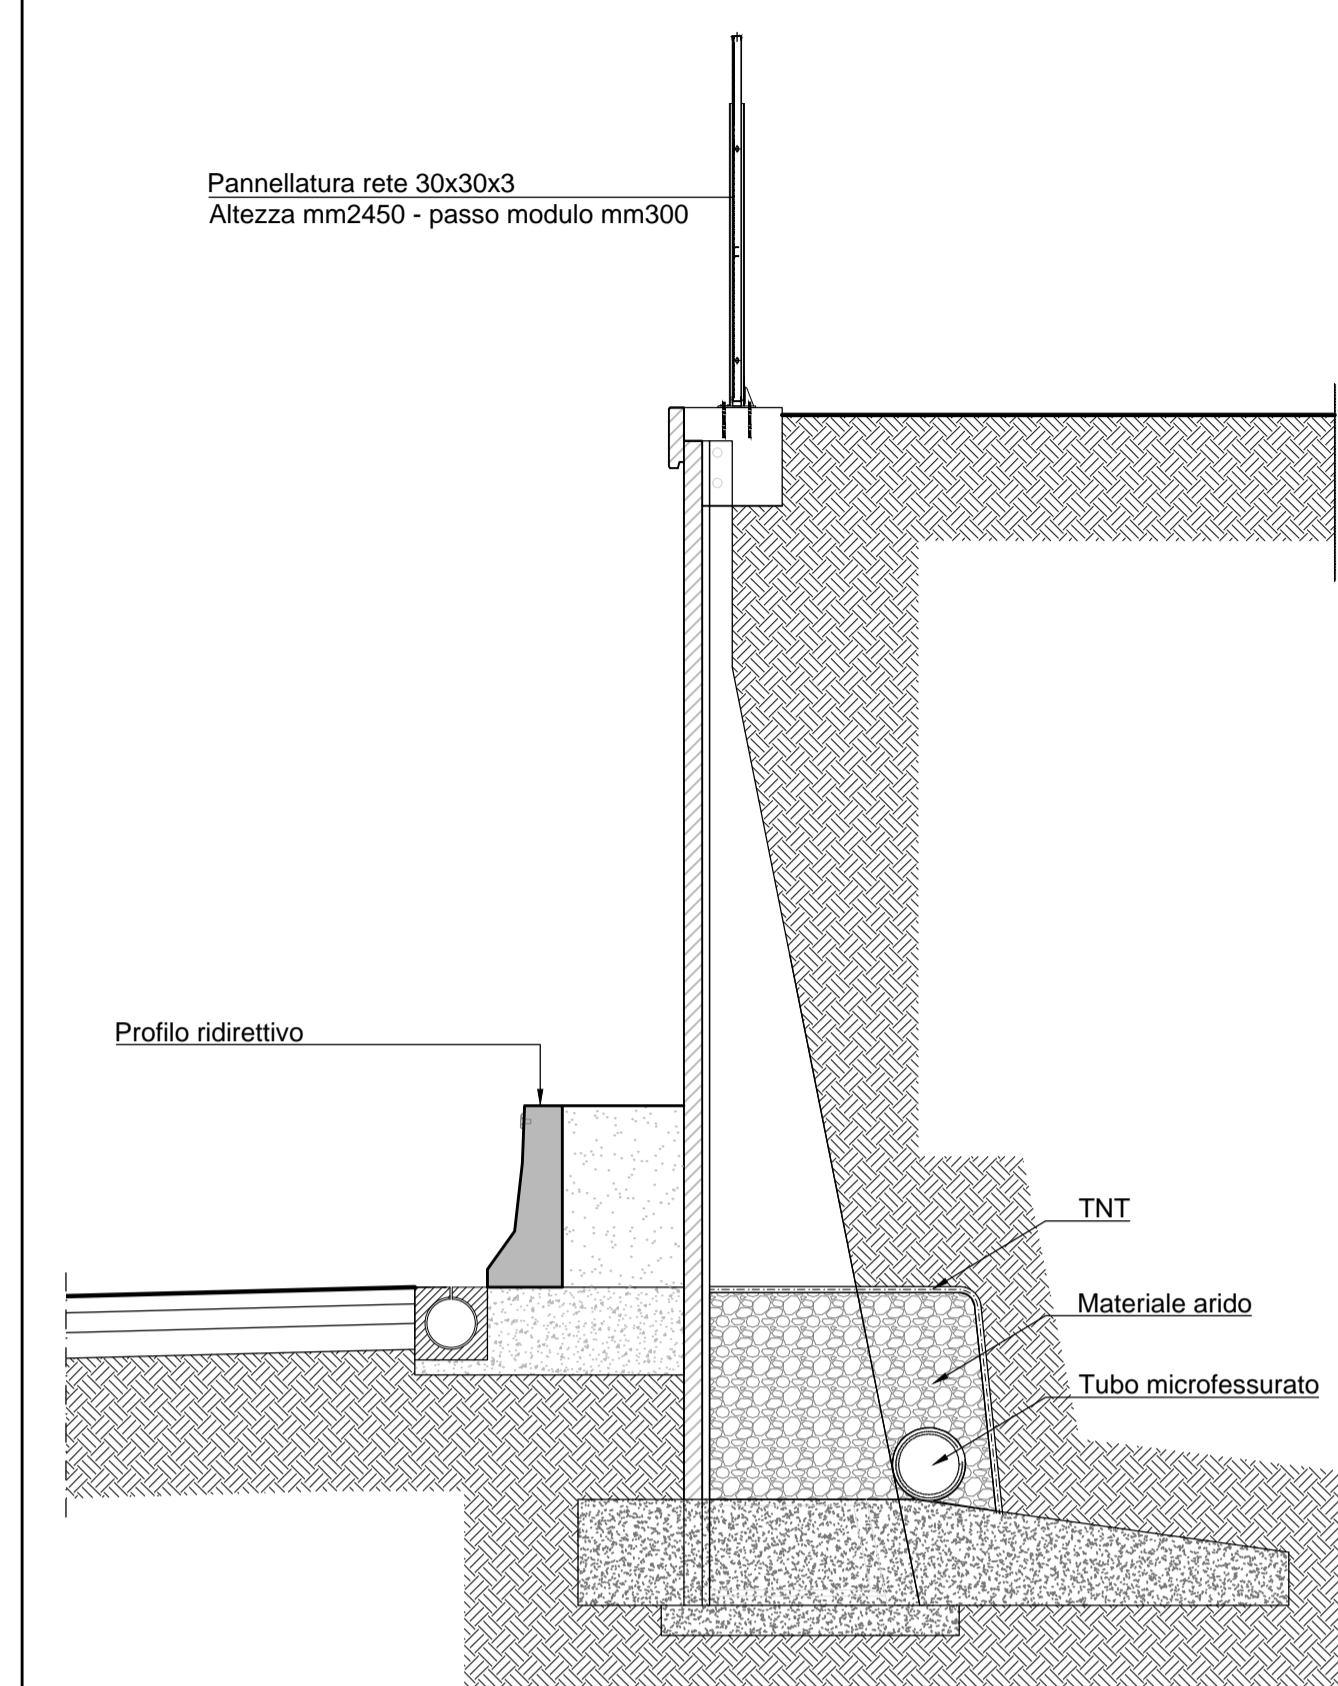 Pannellatura rete 30x30x3
Altezza mm2450 - passo modulo mm300
Profilo ridirettivo
TNT
Materiale arido
Tubo microfessurato